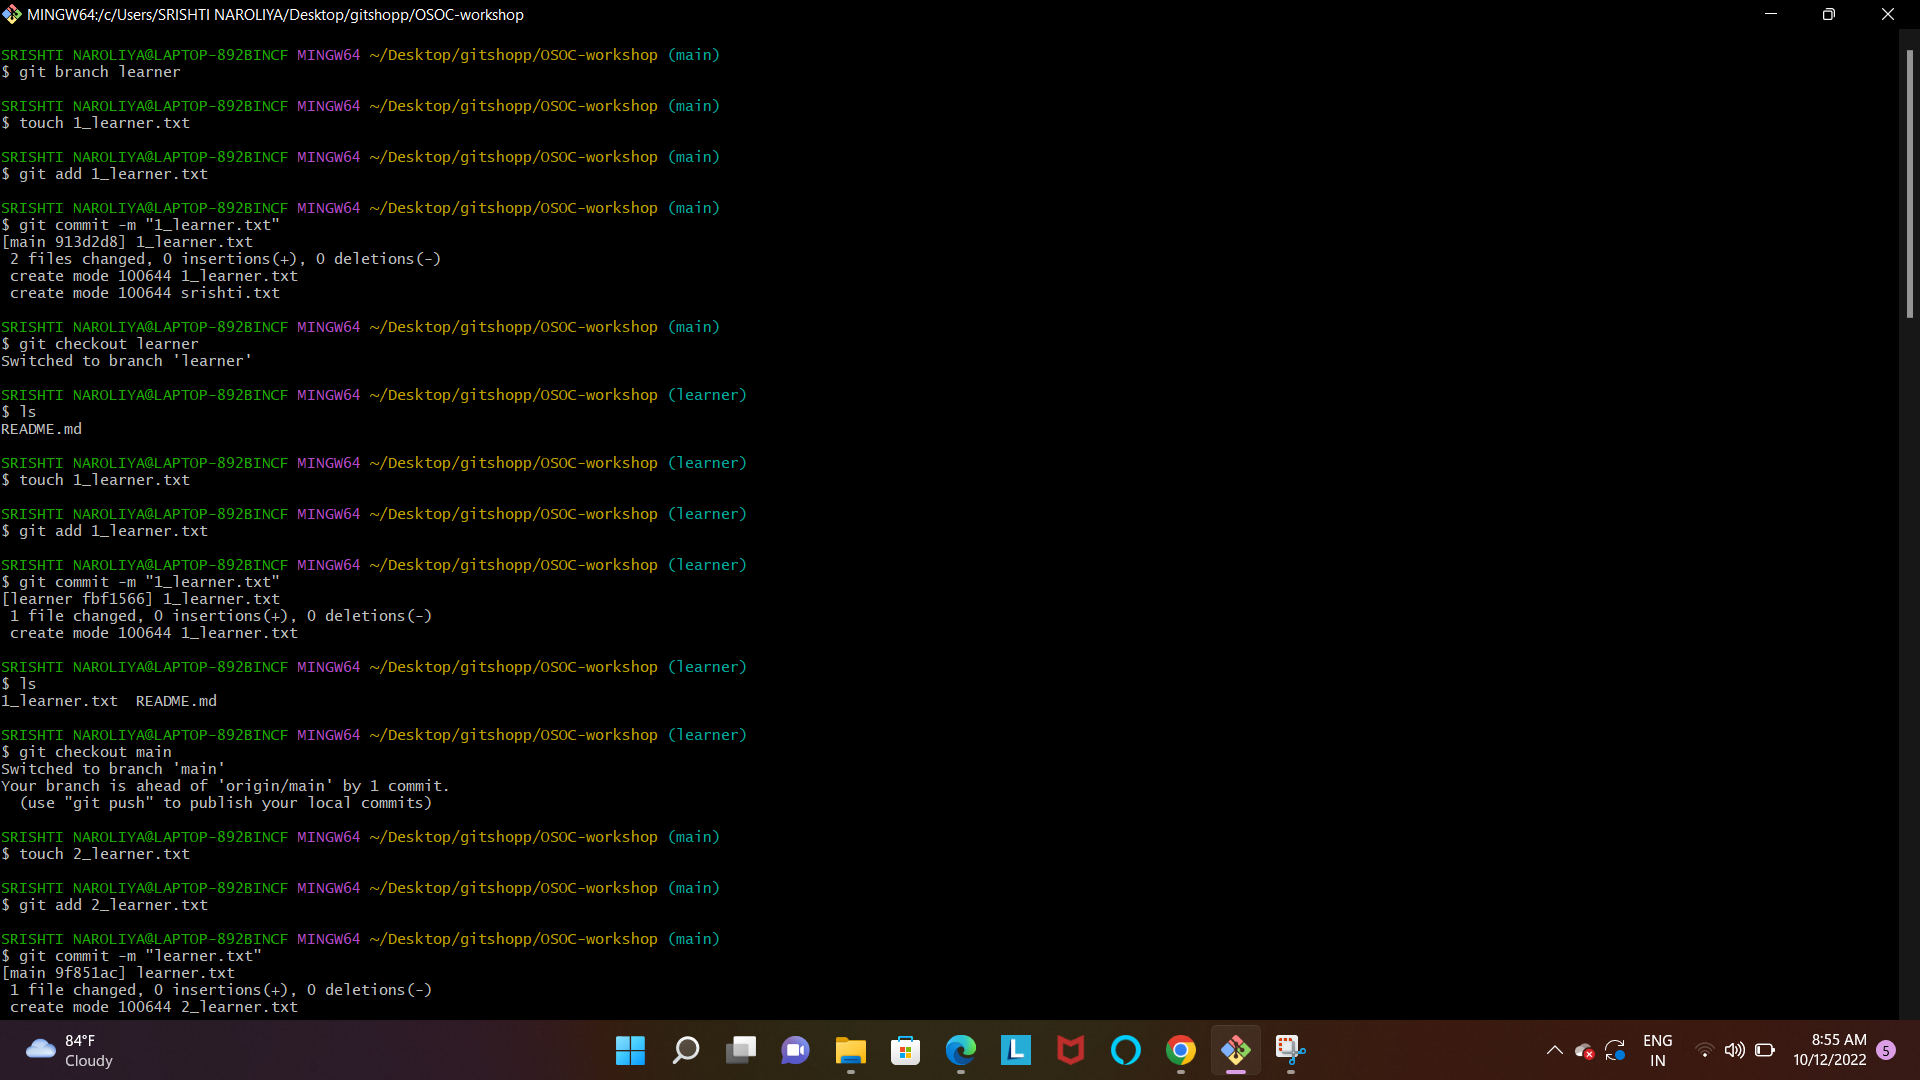 MINGW64:/c/Users/SRISHTI NAROLIYA/Desktop/gitshopp/OSOC-workshop
SRISHTI NAROLIYA@LAPTOP-892BINCF MINGW64 ~/Desktop/gitshopp/OSOC-workshop (main)
$ git branch learner
SRISHTI NAROLIYA@LAPTOP-892BINCF MINGW64 ~/Desktop/gitshopp/OSOC-workshop (main)
$ touch 1_learner.txt
SRISHTI NAROLIYA@LAPTOP-892BINCF MINGW64 ~/Desktop/gitshopp/OSOC-workshop (main)
$ git add 1_learner.txt
SRISHTI NAROLIYA@LAPTOP-892BINCF MINGW64 ~/Desktop/gitshopp/OSOC-workshop (main)
$ git commit -m "1_learner.txt"
[main 913d2d8] 1_learner.txt
 2 files changed, 0 insertions(+), 0 deletions(-)
 create mode 100644 1_learner.txt
 create mode 100644 srishti.txt
SRISHTI NAROLIYA@LAPTOP-892BINCF MINGW64 ~/Desktop/gitshopp/OSOC-workshop (main)
$ git checkout learner
Switched to branch 'learner'
SRISHTI NAROLIYA@LAPTOP-892BINCF MINGW64 ~/Desktop/gitshopp/OSOC-workshop (learner)
$ ls
README.md
SRISHTI NAROLIYA@LAPTOP-892BINCF MINGW64 ~/Desktop/gitshopp/OSOC-workshop (learner)
$ touch 1_learner.txt
SRISHTI NAROLIYA@LAPTOP-892BINCF MINGW64 ~/Desktop/gitshopp/OSOC-workshop (learner)
$ git add 1_learner.txt
SRISHTI NAROLIYA@LAPTOP-892BINCF MINGW64 ~/Desktop/gitshopp/OSOC-workshop (learner)
$ git commit -m "1_learner.txt"
[learner fbf1566] 1_learner.txt
 1 file changed, 0 insertions(+), 0 deletions(-)
 create mode 100644 1_learner.txt
SRISHTI NAROLIYA@LAPTOP-892BINCF MINGW64 ~/Desktop/gitshopp/OSOC-workshop (learner)
$ ls
1_learner.txt  README.md
SRISHTI NAROLIYA@LAPTOP-892BINCF MINGW64 ~/Desktop/gitshopp/OSOC-workshop (learner)
$ git checkout main
Switched to branch 'main'
Your branch is ahead of 'origin/main' by 1 commit.
  (use "git push" to publish your local commits)
SRISHTI NAROLIYA@LAPTOP-892BINCF MINGW64 ~/Desktop/gitshopp/OSOC-workshop (main)
$ touch 2_learner.txt
SRISHTI NAROLIYA@LAPTOP-892BINCF MINGW64 ~/Desktop/gitshopp/OSOC-workshop (main)
$ git add 2_learner.txt
SRISHTI NAROLIYA@LAPTOP-892BINCF MINGW64 ~/Desktop/gitshopp/OSOC-workshop (main)
$ git commit -m "learner.txt"
[main 9f851ac] learner.txt
 1 file changed, 0 insertions(+), 0 deletions(-)
 create mode 100644 2_learner.txt
84°F
Cloudy
L
ENG
IN
8:55 AM
10/12/2022
5